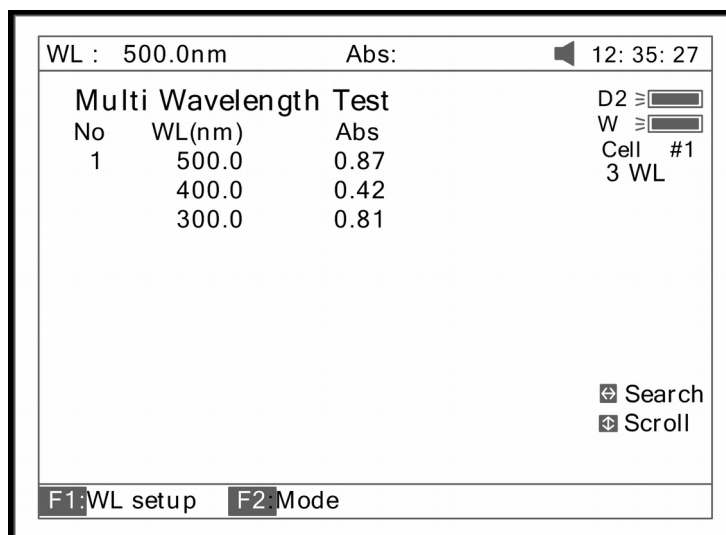 WL : 500.0nm Abs: 12: 35: 27
Multi Wavelength Test
No WL(nm) Abs
1 500.0 0.87
400.0 0.42
300.0 0.81
D2
W
Cell #1
3 WL
Search
Scroll
F1:WL setup F2:Mode